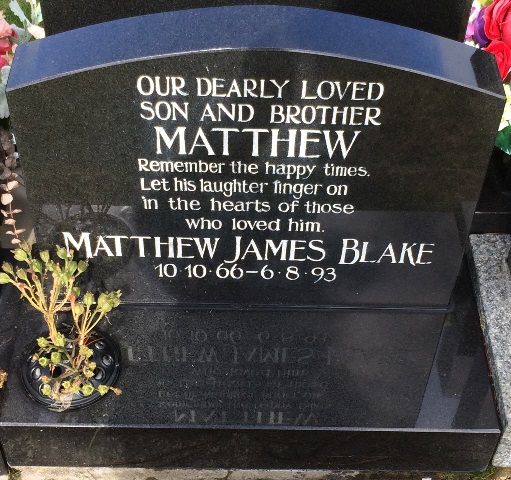 OUR DEARLY LOVED
SON AND BROTHER
MATTHEW
Remember the happy times.
Let his laughter linger on
in the hearts of those
who loved him.
MATTHEW JAMES BLAKE
10·10·66–6·8·93